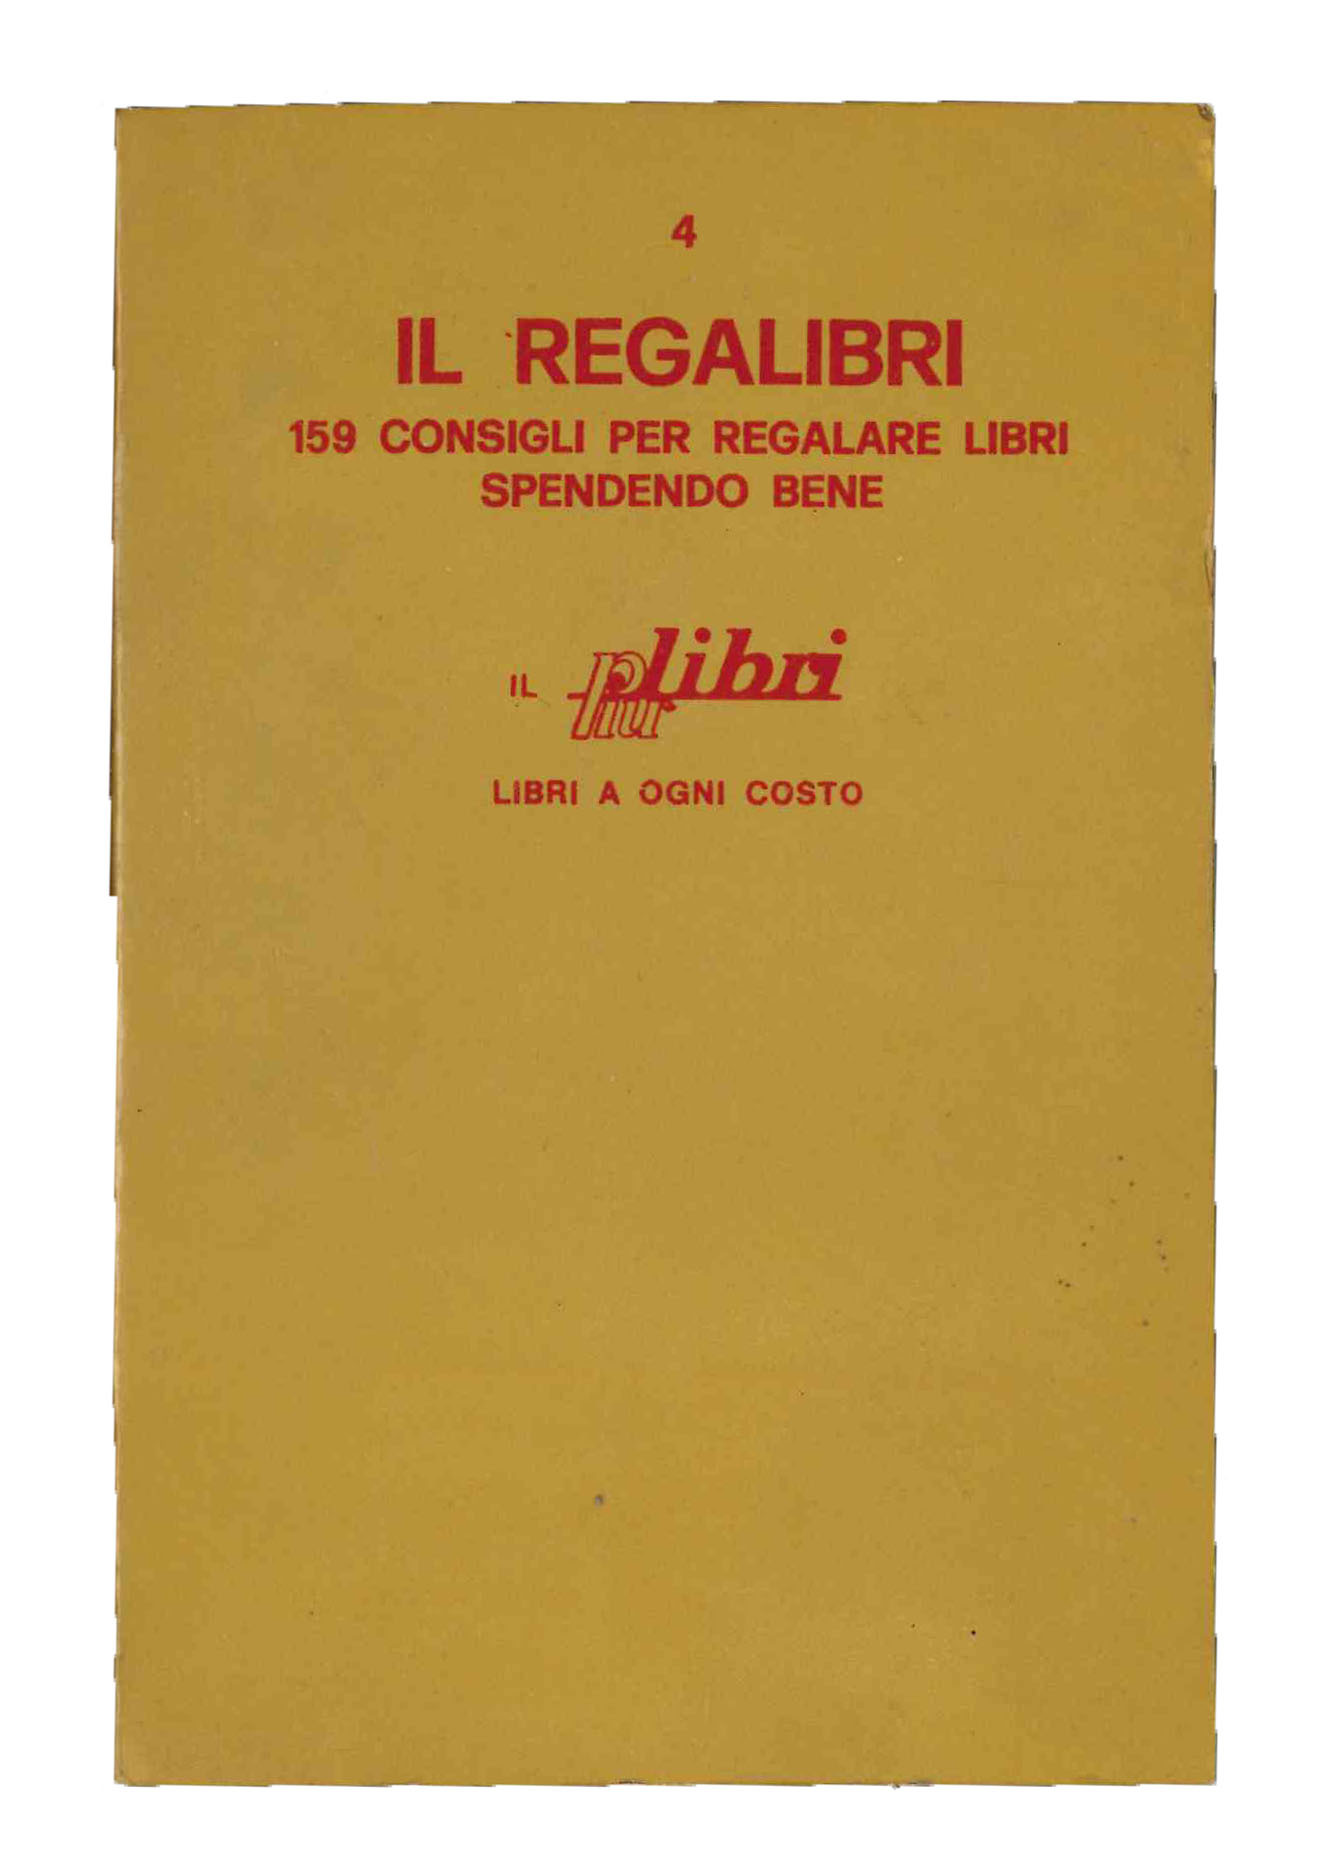 4
IL REGALIBRI
159 CONSIGLI PER REGALARE LIBRI
SPENDENDO BENE
IL libri
LIBRI A OGNI COSTO